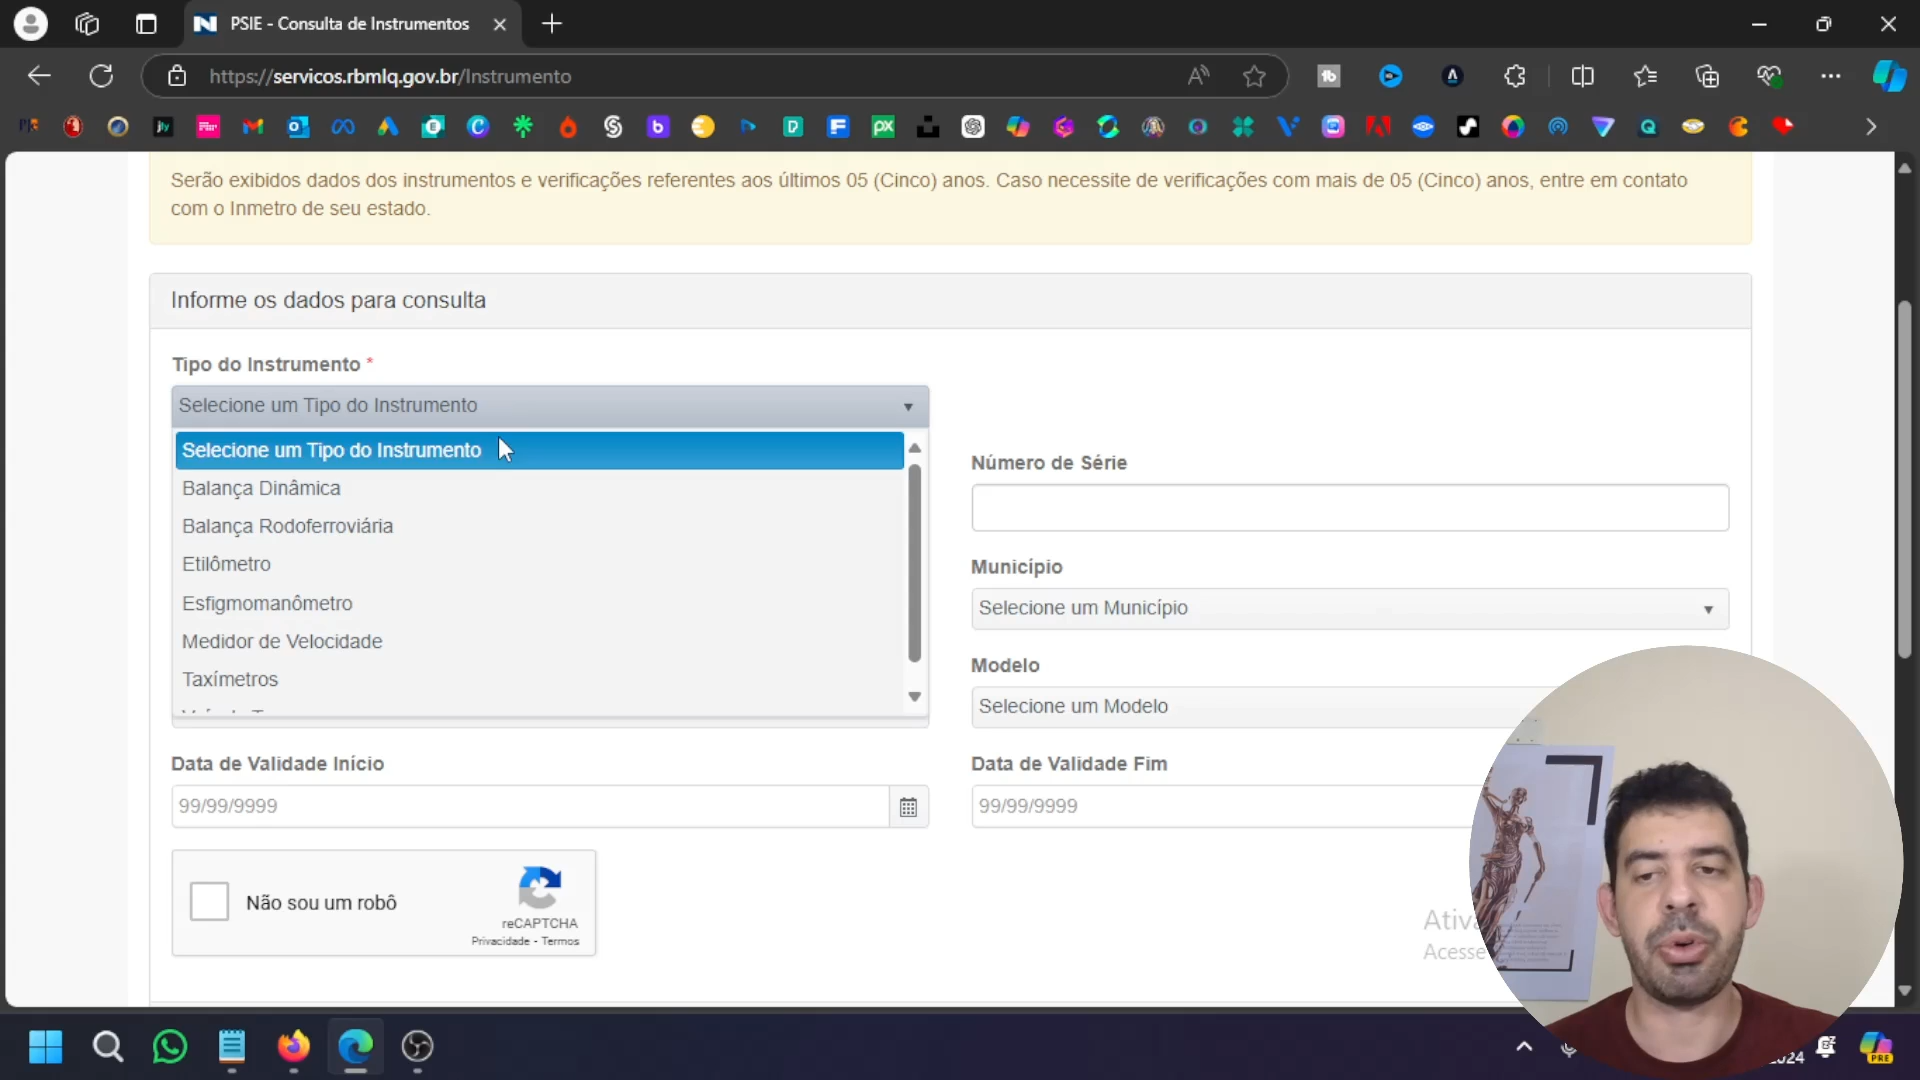 PSIE - Consulta de Instrumentos
https://servicos.rbmlq.gov.br/Instrumento
Serão exibidos dados dos instrumentos e verificações referentes aos últimos 05 (Cinco) anos. Caso necessite de verificações com mais de 05 (Cinco) anos, entre em contato
com o Inmetro de seu estado.
Informe os dados para consulta
Tipo do Instrumento *
Selecione um Tipo do Instrumento
Selecione um Tipo do Instrumento
Balança Dinâmica
Balança Rodoferroviária
Etilômetro
Esfigmomanômetro
Medidor de Velocidade
Taxímetros
Número de Série
Município
Selecione um Município
Modelo
Selecione um Modelo
Data de Validade Início
99/99/9999
Data de Validade Fim
99/99/9999
Não sou um robô
reCAPTCHA
Privacidade - Termos
Acesse
PRE